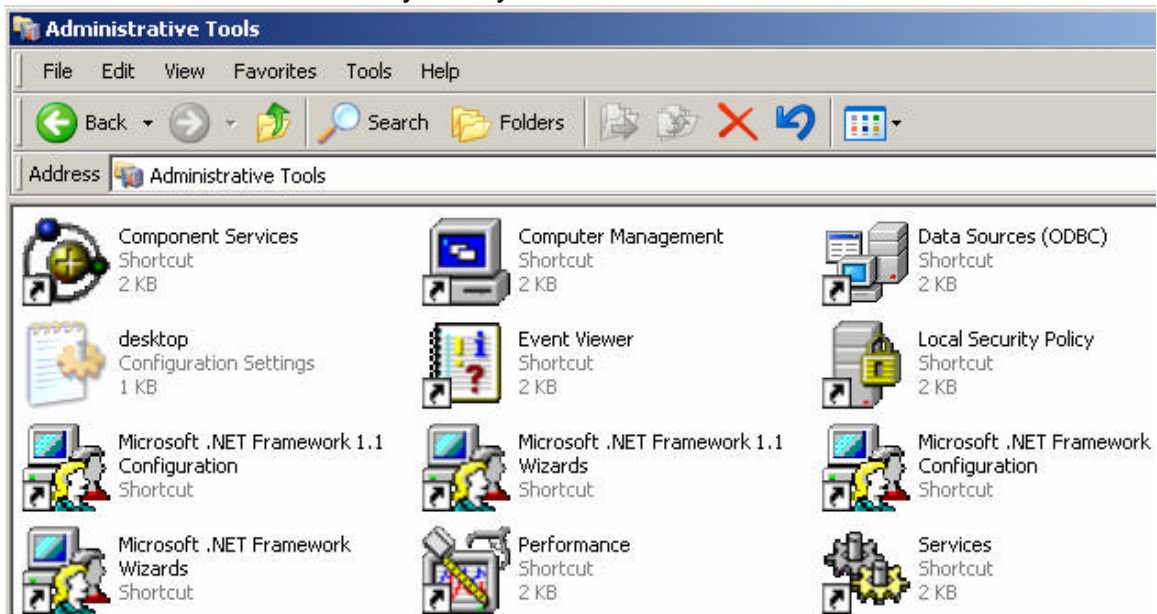 Administrative Tools
File Edit View Favorites Tools Help
Back Search Folders
Address Administrative Tools
Component Services
Shortcut
2 KB
Computer Management
Shortcut
2 KB
Data Sources (ODBC)
Shortcut
2 KB
desktop
Configuration Settings
1 KB
Event Viewer
Shortcut
2 KB
Local Security Policy
Shortcut
2 KB
Microsoft .NET Framework 1.1
Configuration
Shortcut
Microsoft .NET Framework 1.1
Wizards
Shortcut
Microsoft .NET Framework
Configuration
Shortcut
Microsoft .NET Framework
Wizards
Shortcut
Performance
Shortcut
2 KB
Services
Shortcut
2 KB